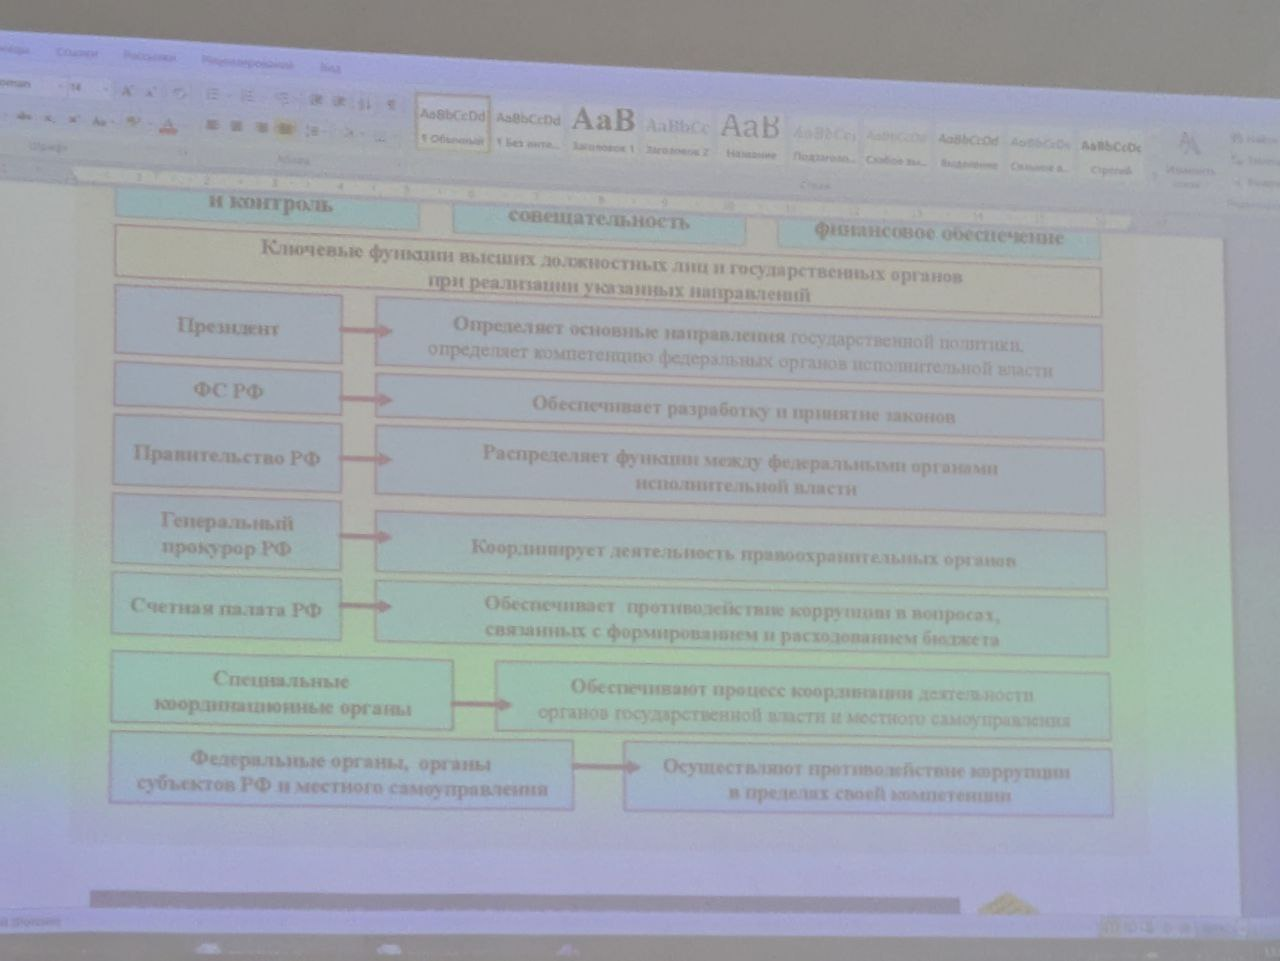 Ссылки Рассылки Рецензирование Вид
14
Шрифт
Абзац
AaBbCcDd AaBbCcDd AaB AaBbCc AaB AaBbCcDd AaBbCcDc
¶ Обычный ¶ Без инте... Заголовок 1 Заголовок 2 Название Подзаголо... Слабое вы... Выделение Сильное в... Строгий
Изменить стили
и контроль
совещательность
финансовое обеспечение
Ключевые функции высших должностных лиц и государственных органов
при реализации указанных направлений
Президент
Определяет основные направления государственной политики,
определяет компетенцию федеральных органов исполнительной власти
ФС РФ
Обеспечивает разработку и принятие законов
Правительство РФ
Распределяет функции между федеральными органами
исполнительной власти
Генеральный
прокурор РФ
Координирует деятельность правоохранительных органов
Счетная палата РФ
Обеспечивает противодействие коррупции в вопросах,
связанных с формированием и расходованием бюджета
Специальные
координационные органы
Обеспечивают процесс координации деятельности
органов государственной власти и местного самоуправления
Федеральные органы, органы
субъектов РФ и местного самоуправления
Осуществляют противодействие коррупции
в пределах своей компетенции